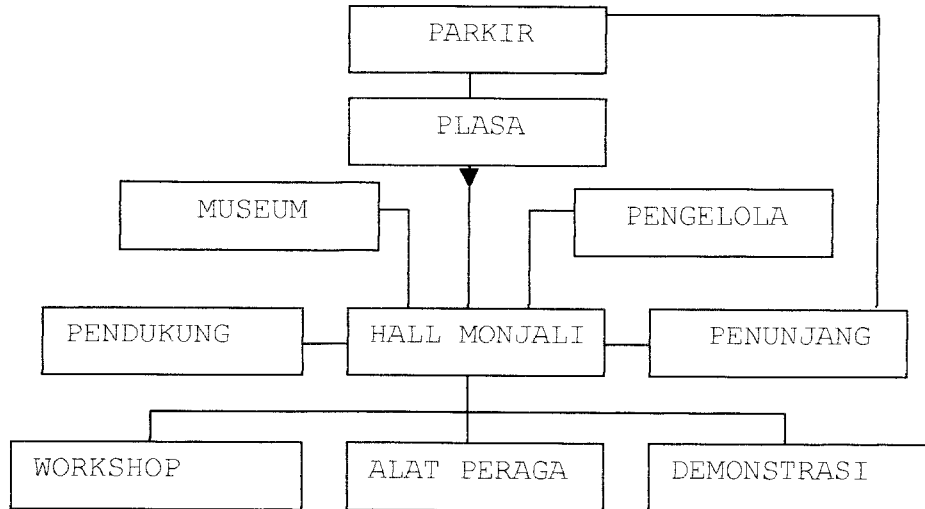 PARKIR
PLASA
MUSEUM
PENGELOLA
PENDUKUNG
HALL MONJALI
PENUNJANG
WORKSHOP
ALAT PERAGA
DEMONSTRASI